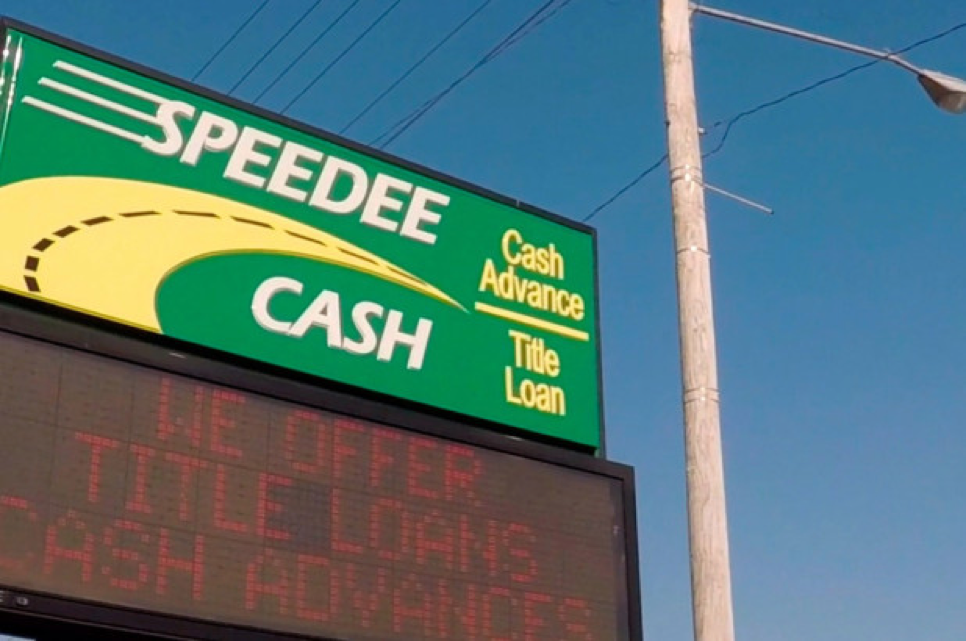 SPEEDEE
CASH
Cash
Advance
Title
Loan
WE OFFER
TITLE LOANS
CASH ADVANCES